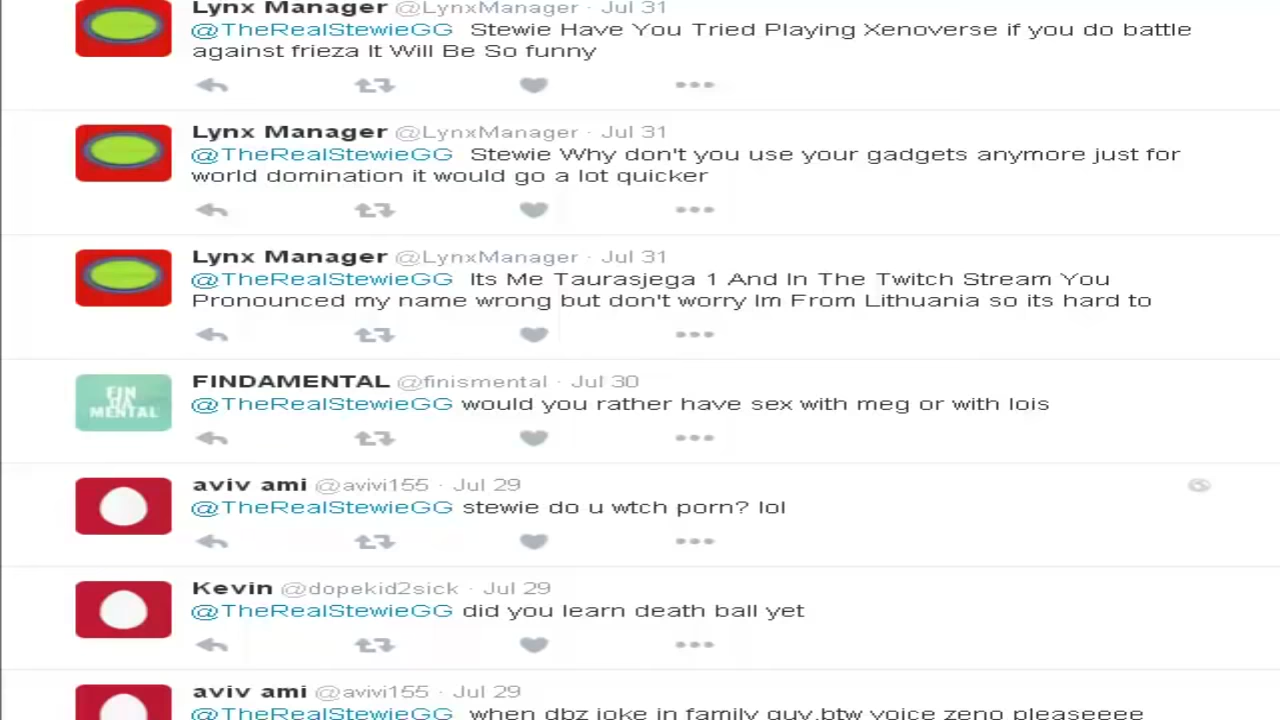 Lynx Manager @LynxManager · Jul 31
@TheRealStewieGG Stewie Have You Tried Playing Xenoverse if you do battle
against frieza It Will Be So funny
Lynx Manager @LynxManager · Jul 31
@TheRealStewieGG Stewie Why don't you use your gadgets anymore just for
world domination it would go a lot quicker
Lynx Manager @LynxManager · Jul 31
@TheRealStewieGG Its Me Taurasjega 1 And In The Twitch Stream You
Pronounced my name wrong but don't worry Im From Lithuania so its hard to
FIN
DA
MENTAL
FINDAMENTAL @finismental · Jul 30
@TheRealStewieGG would you rather have sex with meg or with lois
aviv ami @avivi155 · Jul 29
@TheRealStewieGG stewie do u wtch porn? lol
Kevin @dopekid2sick · Jul 29
@TheRealStewieGG did you learn death ball yet
aviv ami @avivi155 · Jul 29
@TheRealStewieGG when dbz joke in family guy.btw voice zeno pleaseeee